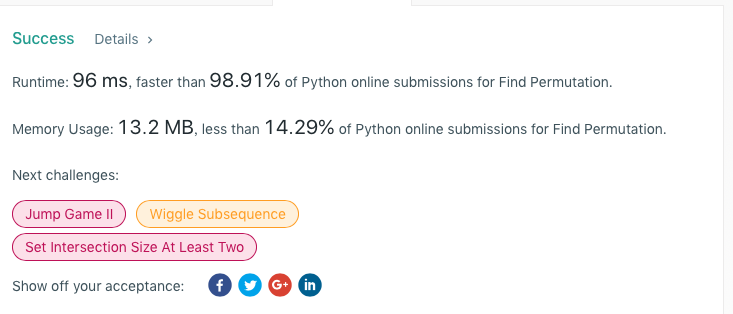 Success Details >
Runtime: 96 ms, faster than 98.91% of Python online submissions for Find Permutation.
Memory Usage: 13.2 MB, less than 14.29% of Python online submissions for Find Permutation.
Next challenges:
Jump Game II Wiggle Subsequence
Set Intersection Size At Least Two
Show off your acceptance: f G+ in